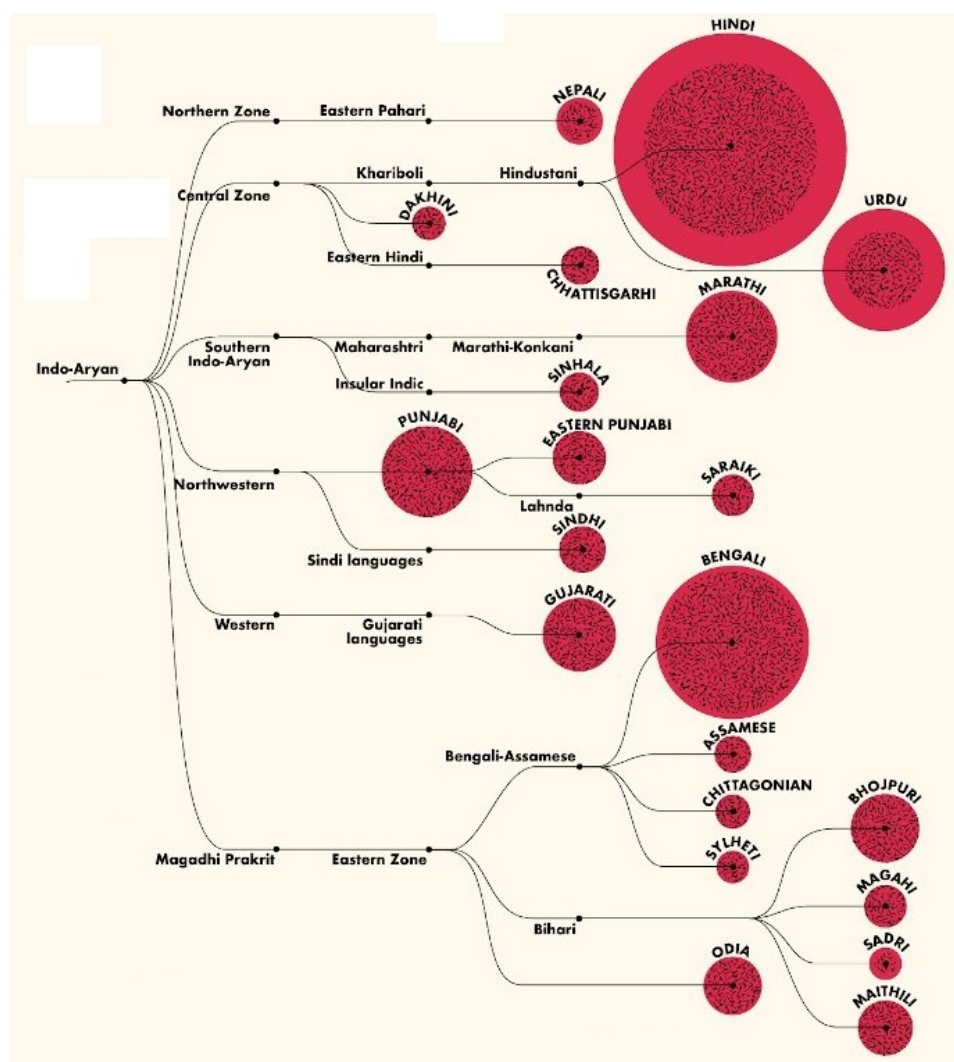 HINDI
NEPALI
Northern Zone
Eastern Pahari
Khariboli
Hindustani
Central Zone
DAKHINI
URDU
Eastern Hindi
CHHATTISGARHI
MARATHI
Indo-Aryan
Southern
Indo-Aryan
Maharashtri
Marathi-Konkani
Insular Indic
SINHALA
PUNJABI
EASTERN PUNJABI
Northwestern
Lahnda
SARAIKI
Sindi languages
SINDHI
BENGALI
GUJARATI
Western
Gujarati
languages
Bengali-Assamese
ASSAMESE
CHITTAGONIAN
SYLHETI
BHOJPURI
Magadhi Prakrit
Eastern Zone
MAGAHI
Bihari
SADRI
ODIA
MAITHILI